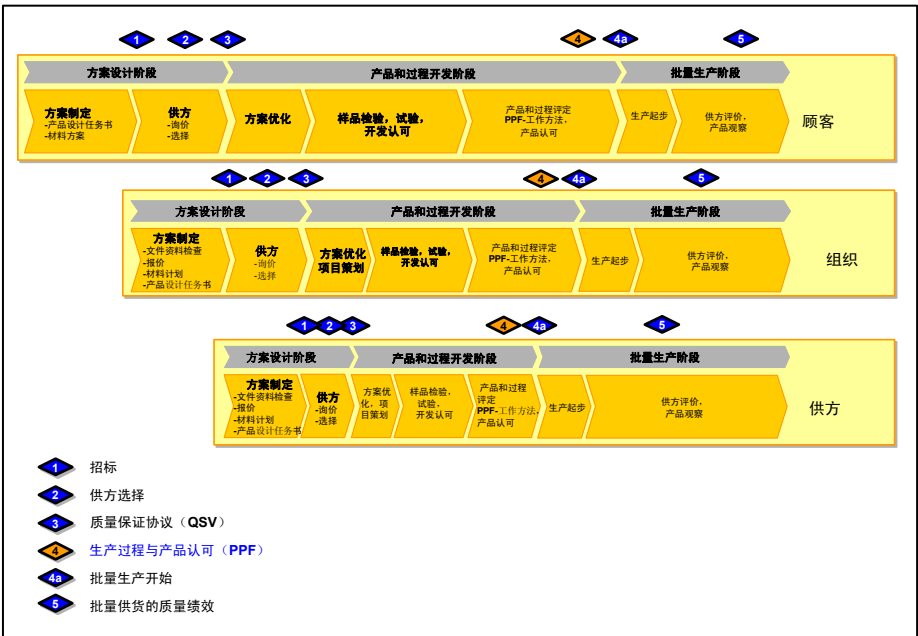 1 2 3 4 4a 5
方案设计阶段 产品和过程开发阶段 批量生产阶段
方案制定
-产品设计任务书
-材料方案
供方
-询价
-选择
方案优化
样品检验，试验，
开发认可
产品和过程评定
PPF-工作方法，
产品认可
生产起步
供方评价，
产品观察
顾客
1 2 3 4 4a 5
方案设计阶段 产品和过程开发阶段 批量生产阶段
方案制定
-文件资料检查
-报价
-材料计划
-产品设计任务书
供方
-询价
-选择
方案优化
项目策划
样品检验，试验，
开发认可
产品和过程评定
PPF-工作方法，
产品认可
生产起步
供方评价，
产品观察
组织
1 2 3 4 4a 5
方案设计阶段 产品和过程开发阶段 批量生产阶段
方案制定
-文件资料检查
-报价
-材料计划
-产品设计任务书
供方
-询价
-选择
方案优
化，项
目策划
样品检验，
试验，
开发认可
产品和过程
评定
PPF-工作方法，
产品认可
生产起步
供方评价，
产品观察
供方
1 招标
2 供方选择
3 质量保证协议（QSV）
4 生产过程与产品认可（PPF）
4a 批量生产开始
5 批量供货的质量绩效